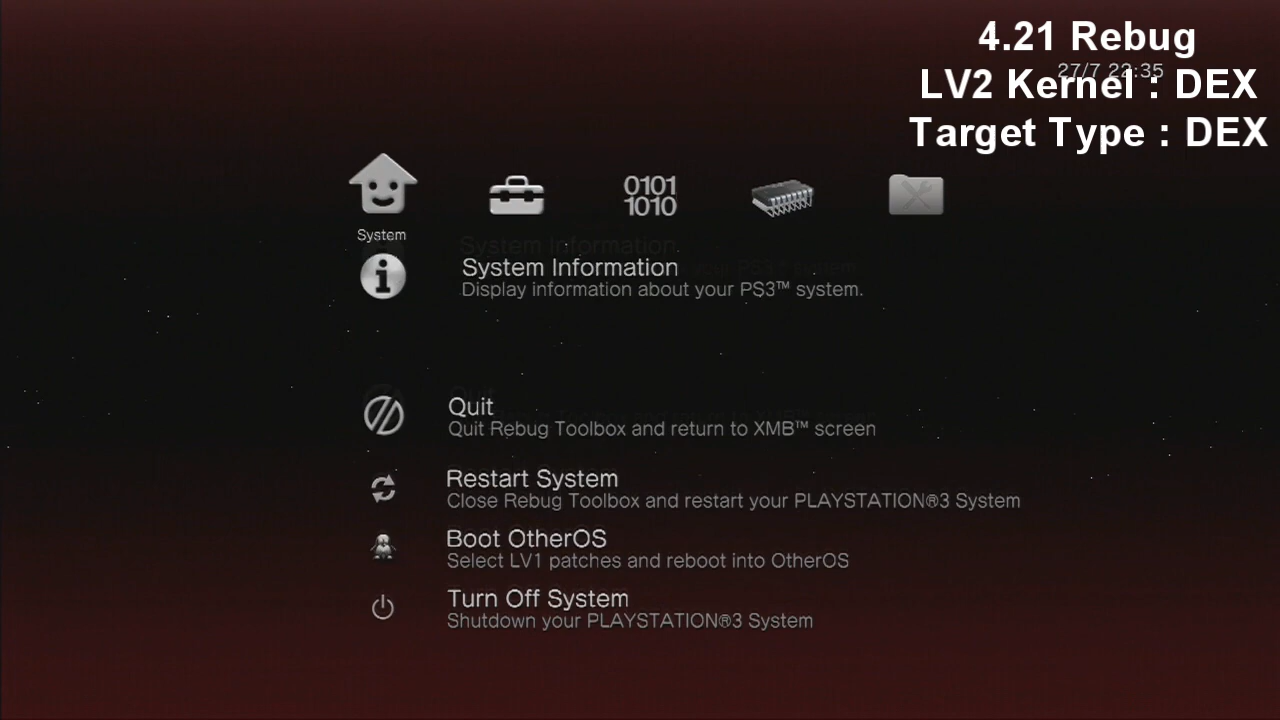 4.21 Rebug
27/7 22:35
LV2 Kernel : DEX
Target Type : DEX
0101
1010
System
System Information
Display information about your PS3™ system.
Quit
Quit Rebug Toolbox and return to XMB™ screen
Restart System
Close Rebug Toolbox and restart your PLAYSTATION®3 System
Boot OtherOS
Select LV1 patches and reboot into OtherOS
Turn Off System
Shutdown your PLAYSTATION®3 System